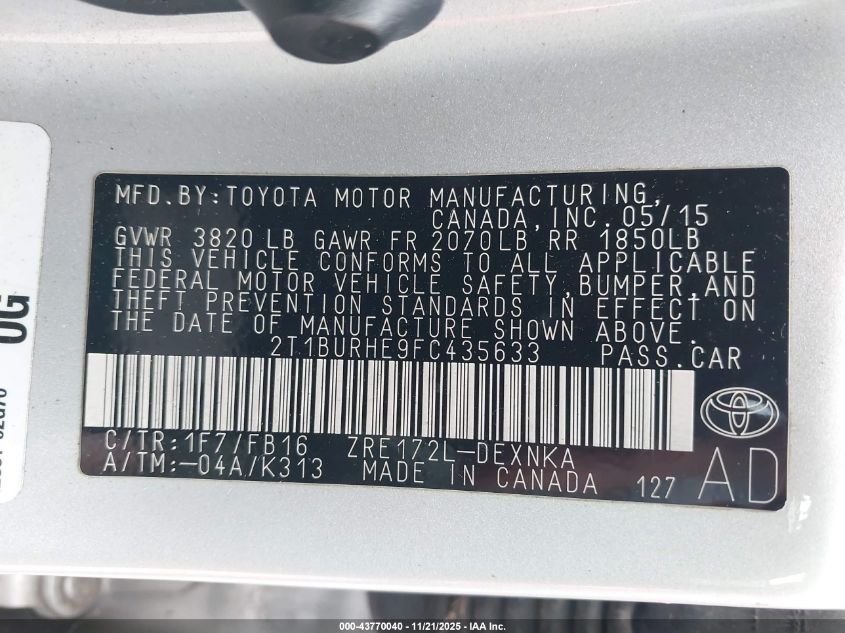 MFD.BY:TOYOTA MOTOR MANUFACTURING,
CANADA,INC. 05/15
GVWR 3820 LB GAWR FR 2070LB RR 1850LB
THIS VEHICLE CONFORMS TO ALL APPLICABLE
FEDERAL MOTOR VEHICLE SAFETY,BUMPER,AND
THEFT PREVENTION STANDARDS IN EFFECT ON
THE DATE OF MANUFACTURE SHOWN ABOVE.
2T1BURHE9FC435633 PASS.CAR
C/TR:1F7/FB16 ZRE172L-DEXNKA
A/TM:-04A/K313 MADE IN CANADA 127 AD
000-43770040 - 11/21/2025 - IAA Inc.